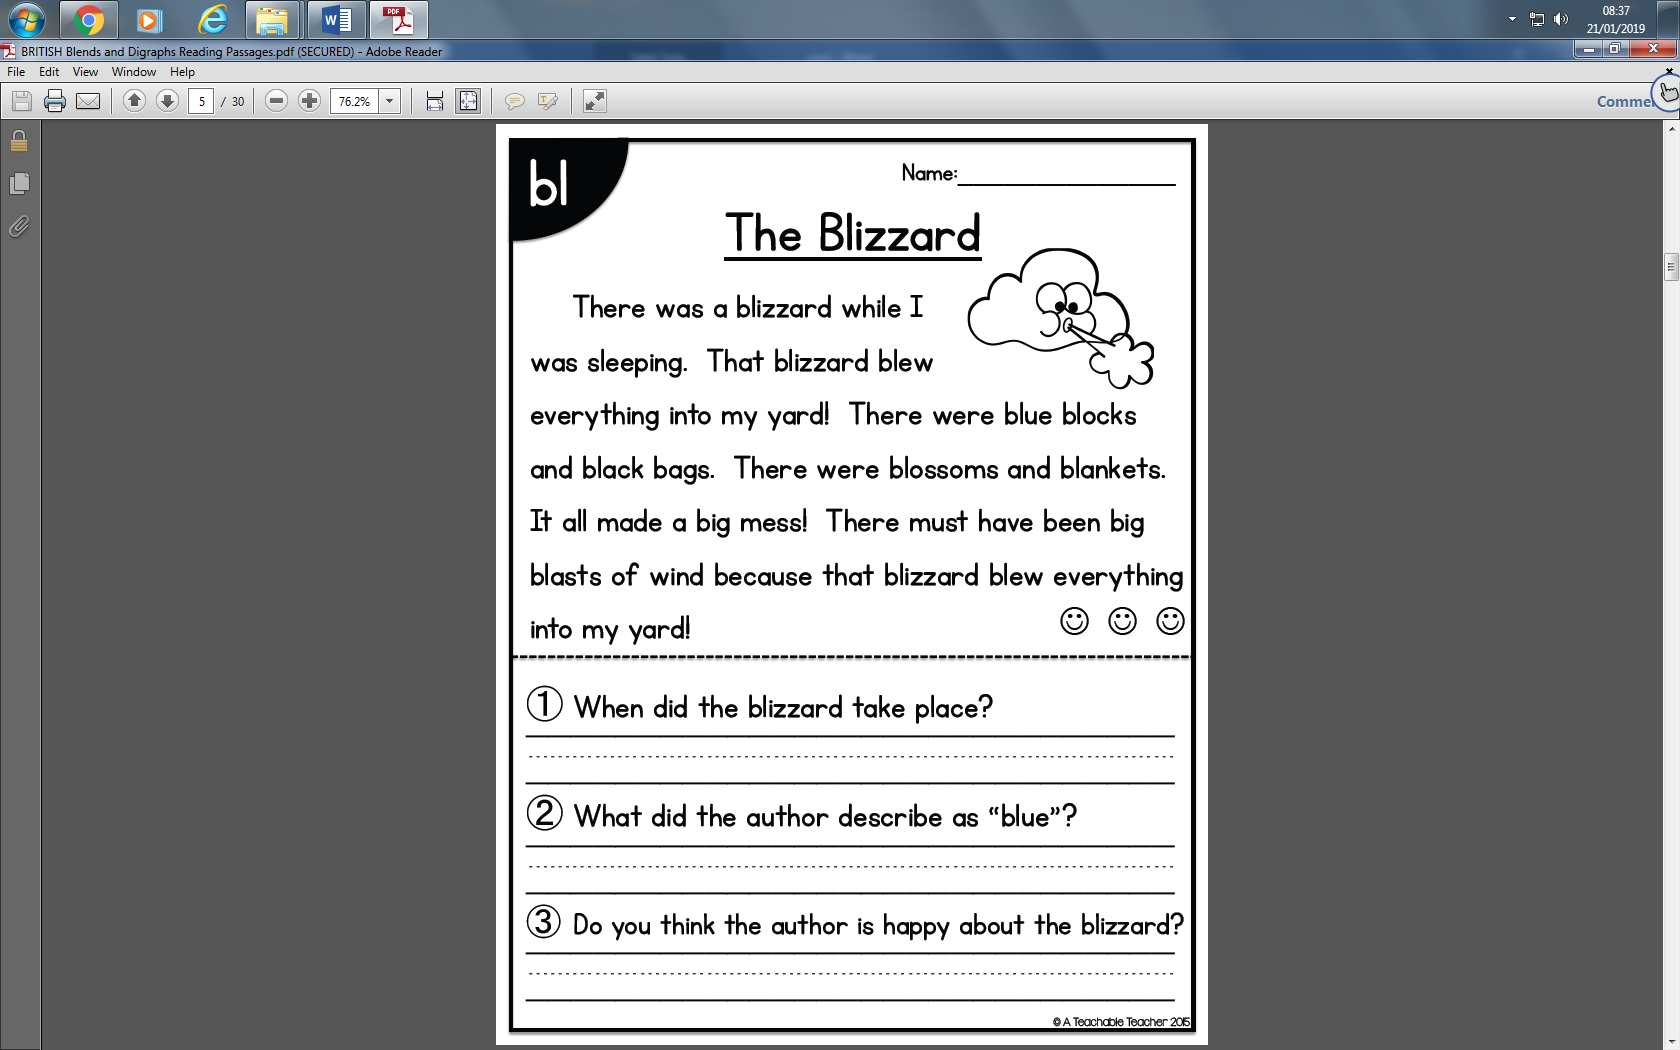 08:37
21/01/2019
BRITISH Blends and Digraphs Reading Passages.pdf (SECURED) - Adobe Reader
File Edit View Window Help
5 / 30 76.2%
Comme
bl
Name:
The Blizzard
There was a blizzard while I
was sleeping. That blizzard blew
everything into my yard! There were blue blocks
and black bags. There were blossoms and blankets.
It all made a big mess! There must have been big
blasts of wind because that blizzard blew everything
into my yard!
1 When did the blizzard take place?
2 What did the author describe as “blue”?
3 Do you think the author is happy about the blizzard?
© A Teachable Teacher 2015